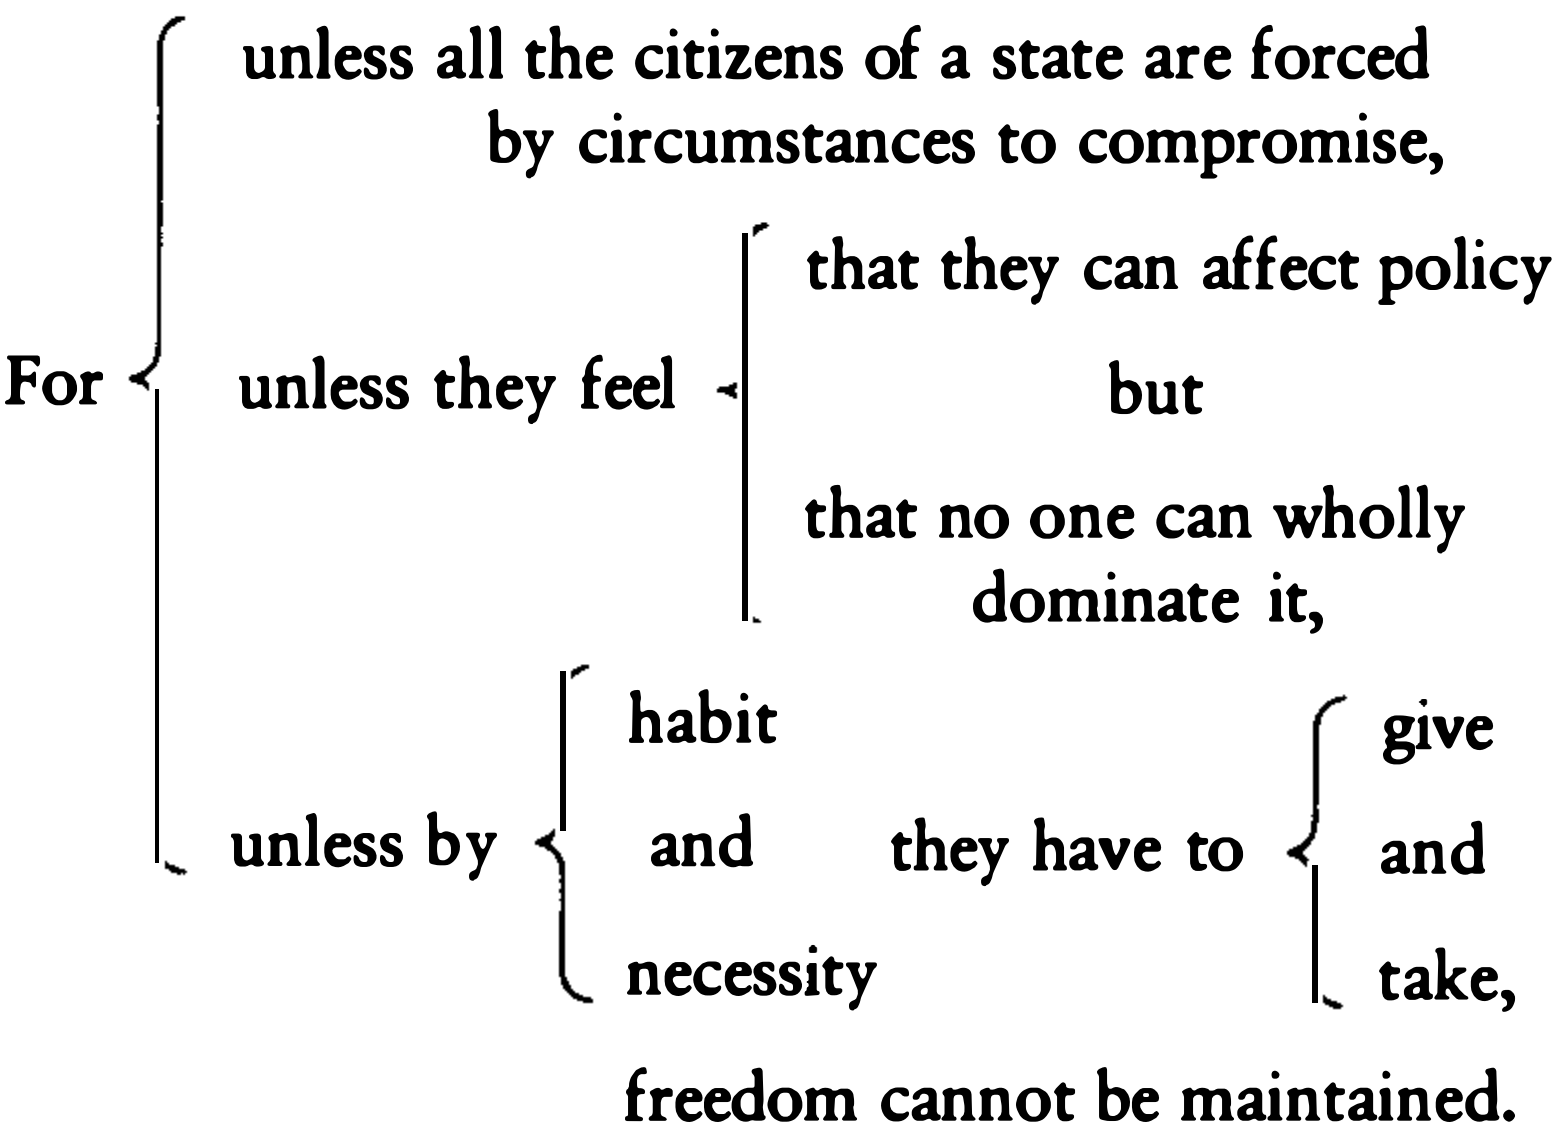 unless all the citizens of a state are forced
by circumstances to compromise,
that they can affect policy
For unless they feel but
that no one can wholly
dominate it,
habit give
unless by and they have to and
necessity take,
freedom cannot be maintained.